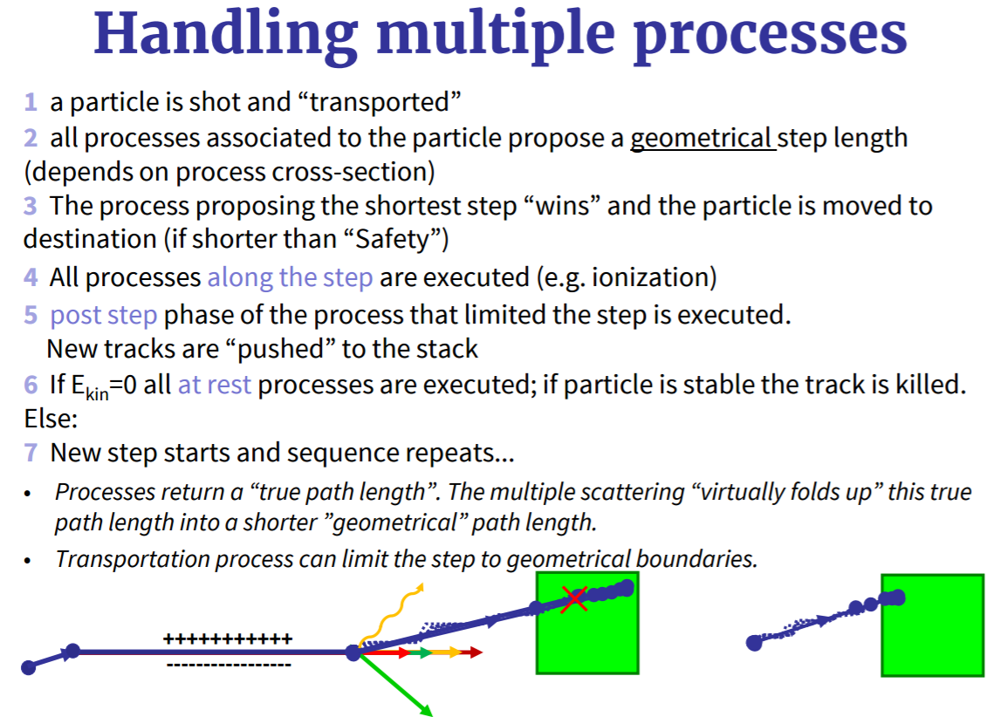 Handling multiple processes
1 a particle is shot and “transported”
2 all processes associated to the particle propose a geometrical step length
(depends on process cross-section)
3 The process proposing the shortest step “wins” and the particle is moved to
destination (if shorter than “Safety”)
4 All processes along the step are executed (e.g. ionization)
5 post step phase of the process that limited the step is executed.
New tracks are “pushed” to the stack
6 If Ekin=0 all at rest processes are executed; if particle is stable the track is killed.
Else:
7 New step starts and sequence repeats...
• Processes return a “true path length”. The multiple scattering “virtually folds up” this true
path length into a shorter ”geometrical” path length.
• Transportation process can limit the step to geometrical boundaries.
+++++++++++
-----------------